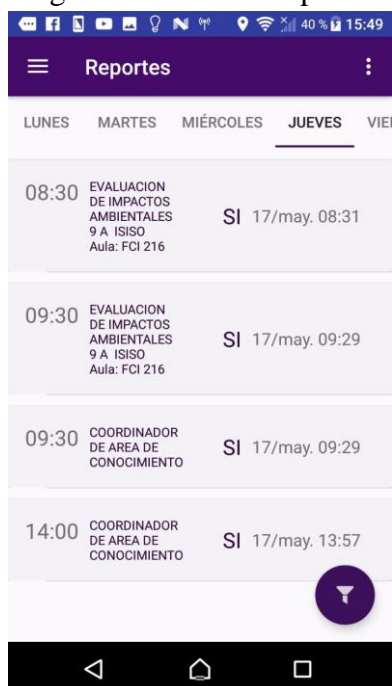 40 % 15:49
Reportes
LUNES MARTES MIÉRCOLES JUEVES VIE
08:30
EVALUACION
DE IMPACTOS
AMBIENTALES
9 A ISISO
Aula: FCI 216
SI 17/may. 08:31
09:30
EVALUACION
DE IMPACTOS
AMBIENTALES
9 A ISISO
Aula: FCI 216
SI 17/may. 09:29
09:30
COORDINADOR
DE AREA DE
CONOCIMIENTO
SI 17/may. 09:29
14:00
COORDINADOR
DE AREA DE
CONOCIMIENTO
SI 17/may. 13:57